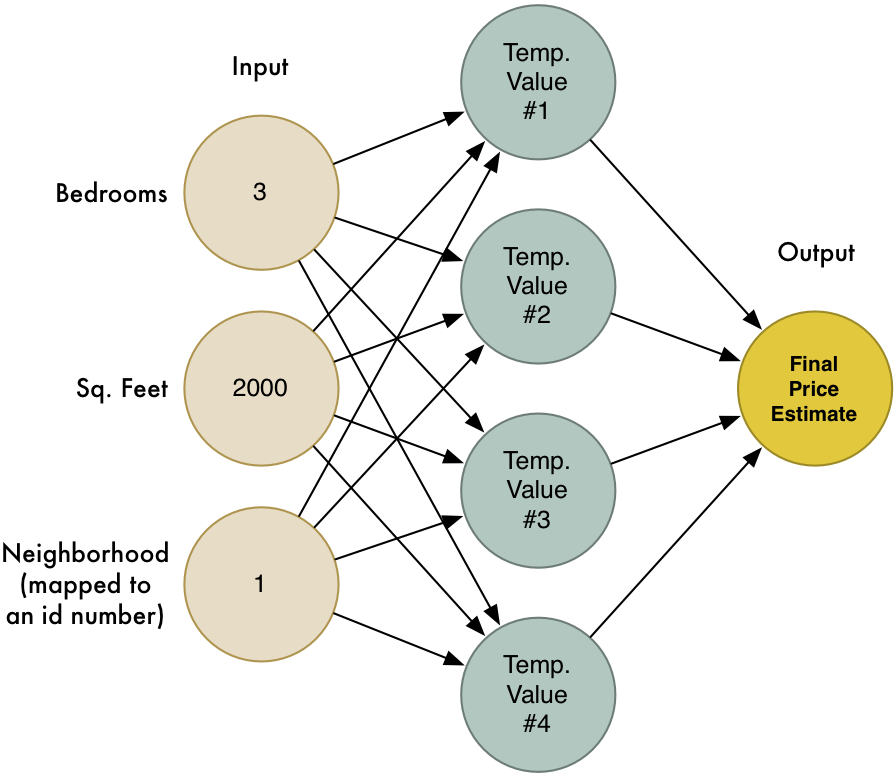 Input
Bedrooms
3
Sq. Feet
2000
Neighborhood
(mapped to
an id number)
1
Temp.
Value
#1
Temp.
Value
#2
Temp.
Value
#3
Temp.
Value
#4
Output
Final
Price
Estimate